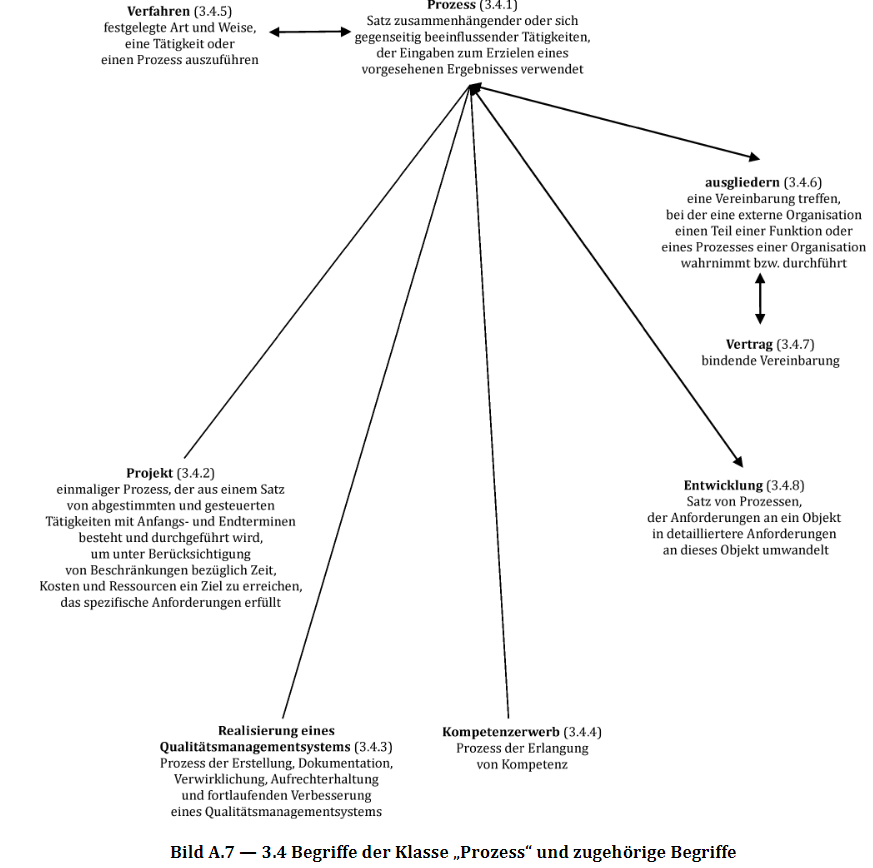 Prozess (3.4.1)
Satz zusammenhängender oder sich
gegenseitig beeinflussender Tätigkeiten,
der Eingaben zum Erzielen eines
vorgesehenen Ergebnisses verwendet
Verfahren (3.4.5)
festgelegte Art und Weise,
eine Tätigkeit oder
einen Prozess auszuführen
ausgliedern (3.4.6)
eine Vereinbarung treffen,
bei der eine externe Organisation
einen Teil einer Funktion oder
eines Prozesses einer Organisation
wahrnimmt bzw. durchführt
Vertrag (3.4.7)
bindende Vereinbarung
Projekt (3.4.2)
einmaliger Prozess, der aus einem Satz
von abgestimmten und gesteuerten
Tätigkeiten mit Anfangs- und Endterminen
besteht und durchgeführt wird,
um unter Berücksichtigung
von Beschränkungen bezüglich Zeit,
Kosten und Ressourcen ein Ziel zu erreichen,
das spezifische Anforderungen erfüllt
Entwicklung (3.4.8)
Satz von Prozessen,
der Anforderungen an ein Objekt
in detailliertere Anforderungen
an dieses Objekt umwandelt
Realisierung eines
Qualitätsmanagementsystems (3.4.3)
Prozess der Erstellung, Dokumentation,
Verwirklichung, Aufrechterhaltung
und fortlaufenden Verbesserung
eines Qualitätsmanagementsystems
Kompetenzerwerb (3.4.4)
Prozess der Erlangung
von Kompetenz
Bild A.7 — 3.4 Begriffe der Klasse „Prozess“ und zugehörige Begriffe